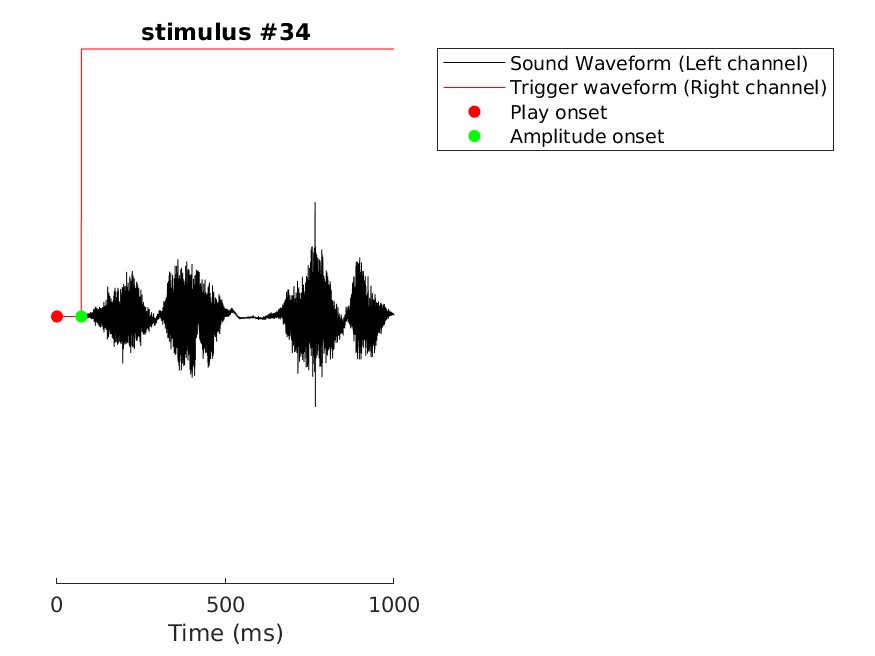 stimulus #34
Sound Waveform (Left channel)
Trigger waveform (Right channel)
Play onset
Amplitude onset
0 500 1000
Time (ms)